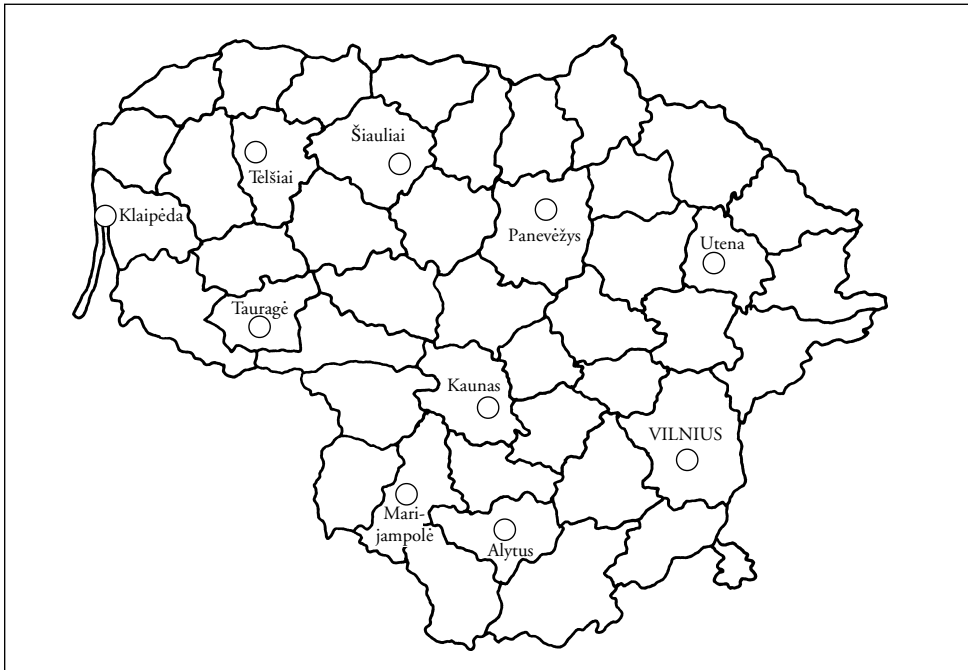 Šiauliai
Telšiai
Klaipėda
Panevėžys
Utena
Tauragė
Kaunas
VILNIUS
Mari-
jampolė
Alytus